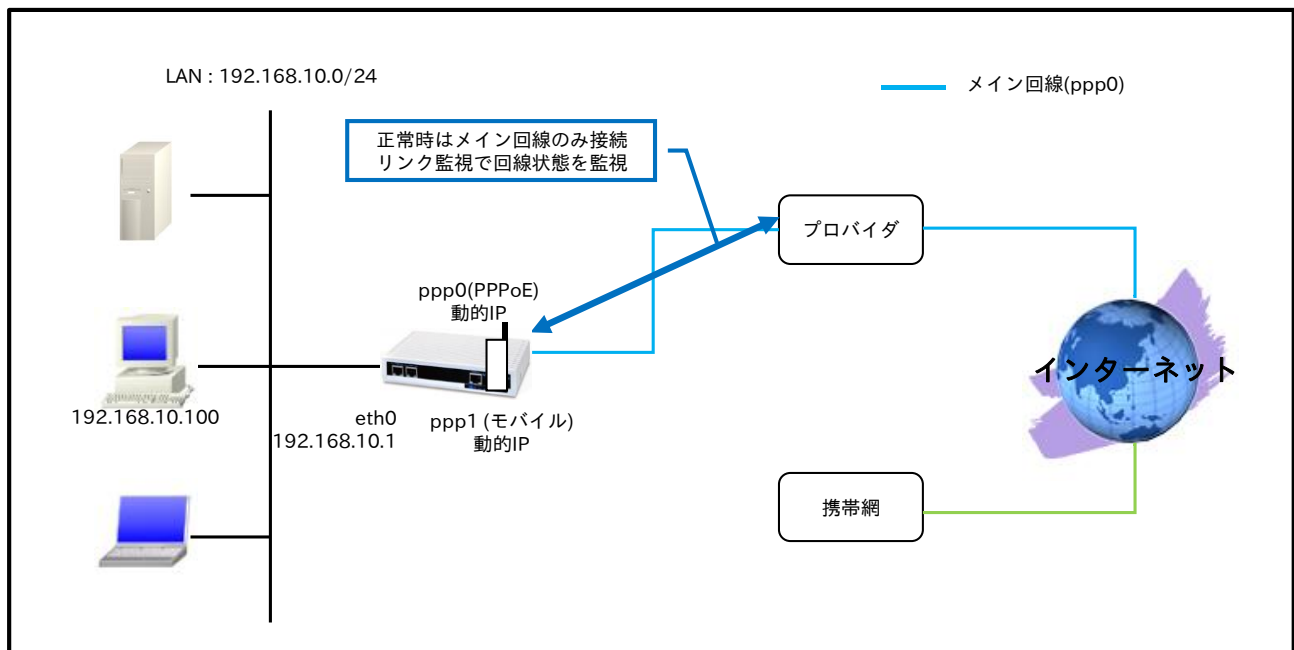 LAN : 192.168.10.0/24
メイン回線(ppp0)
正常時はメイン回線のみ接続
リンク監視で回線状態を監視
プロバイダ
ppp0(PPPoE)
動的IP
インターネット
192.168.10.100
eth0
192.168.10.1
ppp1 (モバイル)
動的IP
携帯網